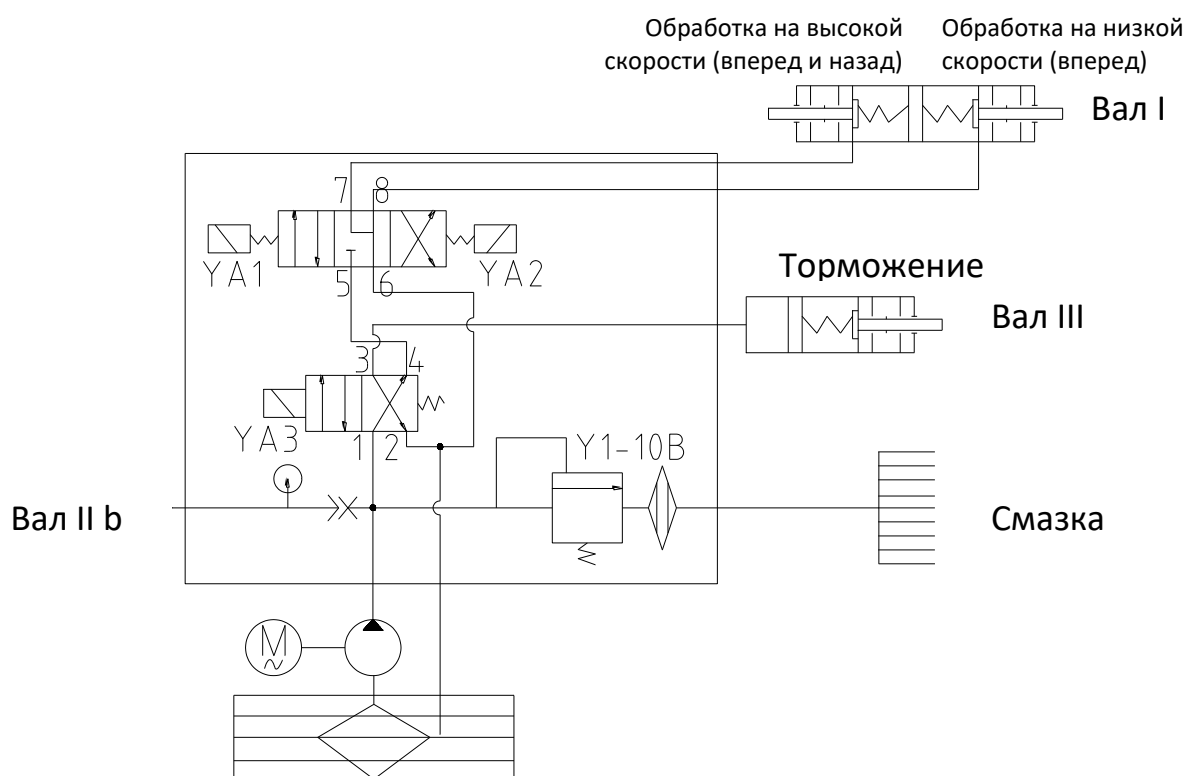 Обработка на высокой
скорости (вперед и назад)
Обработка на низкой
скорости (вперед)
Вал I
7 8
YA1
YA2
5 6
Торможение
Вал III
3 4
YA3
1 2
Y1-10B
Вал II b
Смазка
M
~